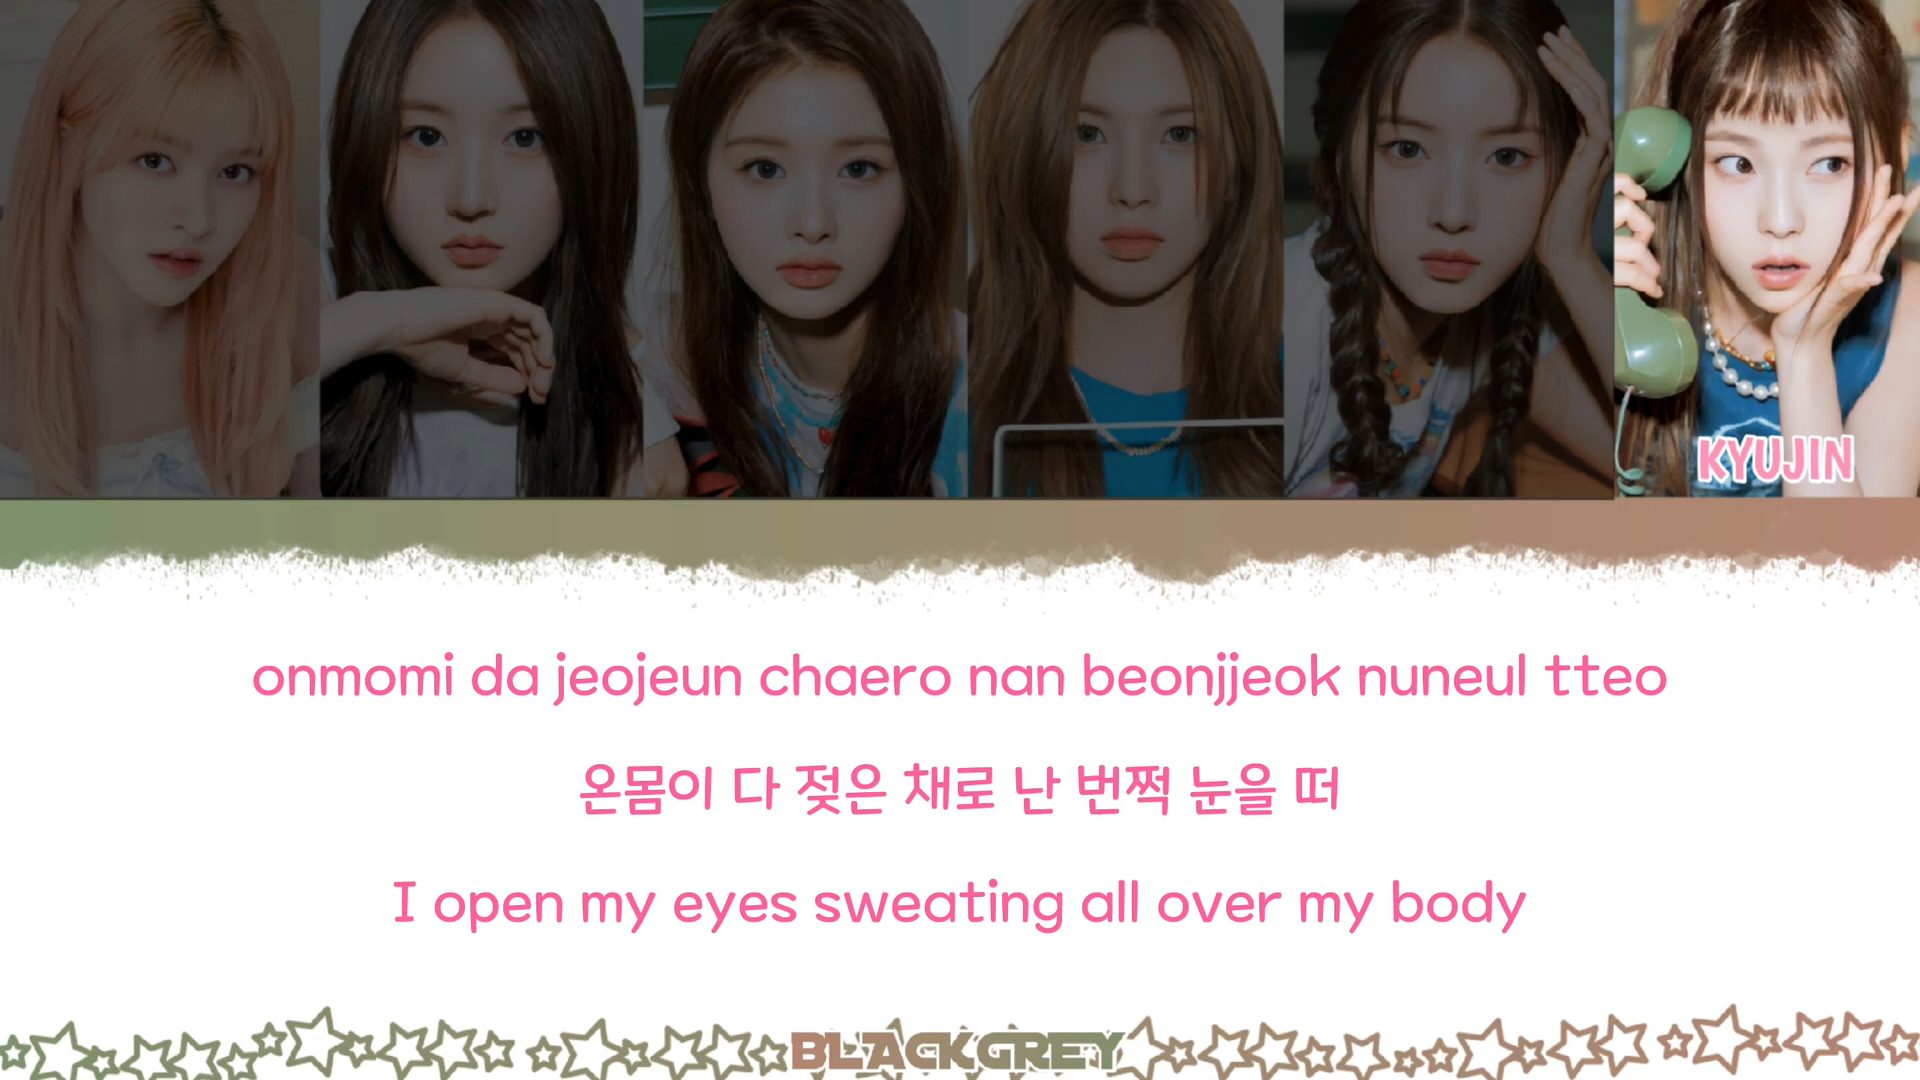 KYUJIN
onmomi da jeojeun chaero nan beonjjeok nuneul tteo
온몸이 다 젖은 채로 난 번쩍 눈을 떠
I open my eyes sweating all over my body
BLACKGREY